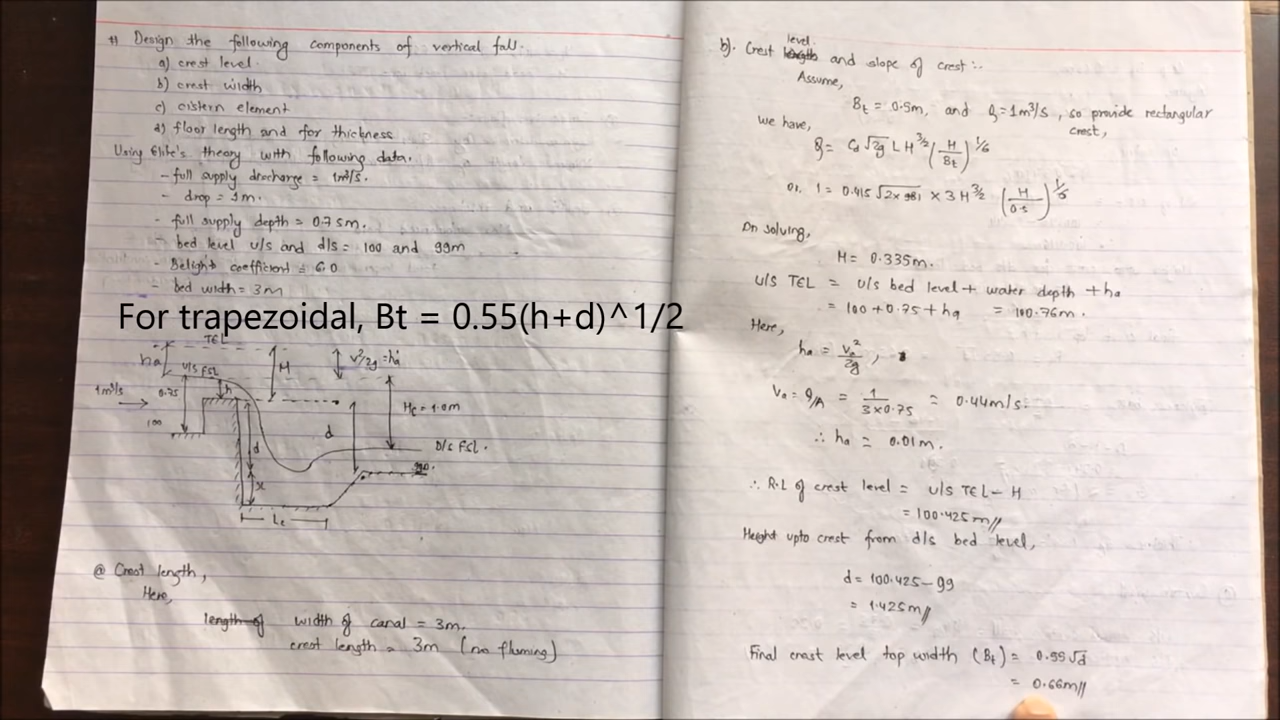 # Design the following components of vertical fall.
a) crest level.
b) crest width
c) cistern element
d) floor length and for thickness
Using Elite's theory with following data.
- full supply discharge = 1m³/s.
- drop = 1m.
- full supply depth = 0.75m.
- bed level u/s and d/s = 100 and 99m
- Belight coefficient = 6.0
- bed width = 3m
For trapezoidal, Bt = 0.55(h+d)^1/2
TEL
ha
U/S FSL
H
v²/2g = ha
1m³/s
0.75
h
Hc = 1.0m
100
d
d
D/S FSL.
x
Lc
@ Crest length,
Here,
length of width of canal = 3m.
crest length = 3m (no fluming)
b). Crest length level and slope of crest :-
Assume,
Bt = 0.5m, and Q = 1m³/s, so provide rectangular
crest,
we have,
Q = Cd √2g L H^3/2 (H/Bt)^1/6
or, 1 = 0.415 √2x981 × 3 H^3/2 (H/0.5)^1/6
On solving,
H = 0.335m.
U/S TEL = U/s bed level + water depth + ha
= 100 + 0.75 + ha = 100.76m.
Here,
ha = Va²/2g,
Va = Q/A = 1/3×0.75 = 0.44m/s.
∴ ha = 0.01m.
∴ R.L of crest level = U/S TEL - H
= 100.425m//
Height upto crest from d/s bed level,
d = 100.425 - 99
= 1.425m//
Final crest level top width (Bt) = 0.55√d
= 0.66m//